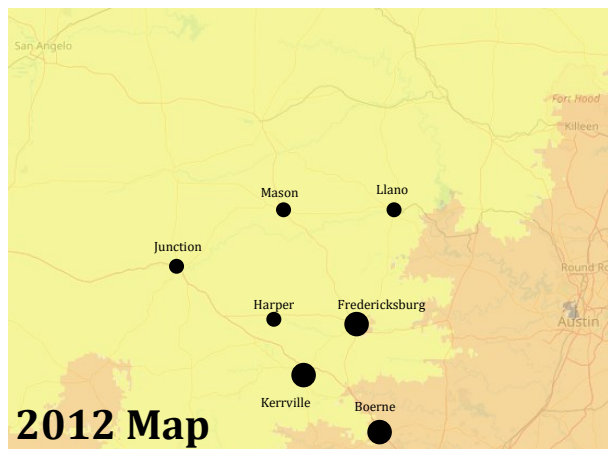 San Angelo
Fort Hood
Killeen
Mason
Llano
Junction
Round Ro
Harper
Fredericksburg
Austin
Kerrville
Boerne
2012 Map